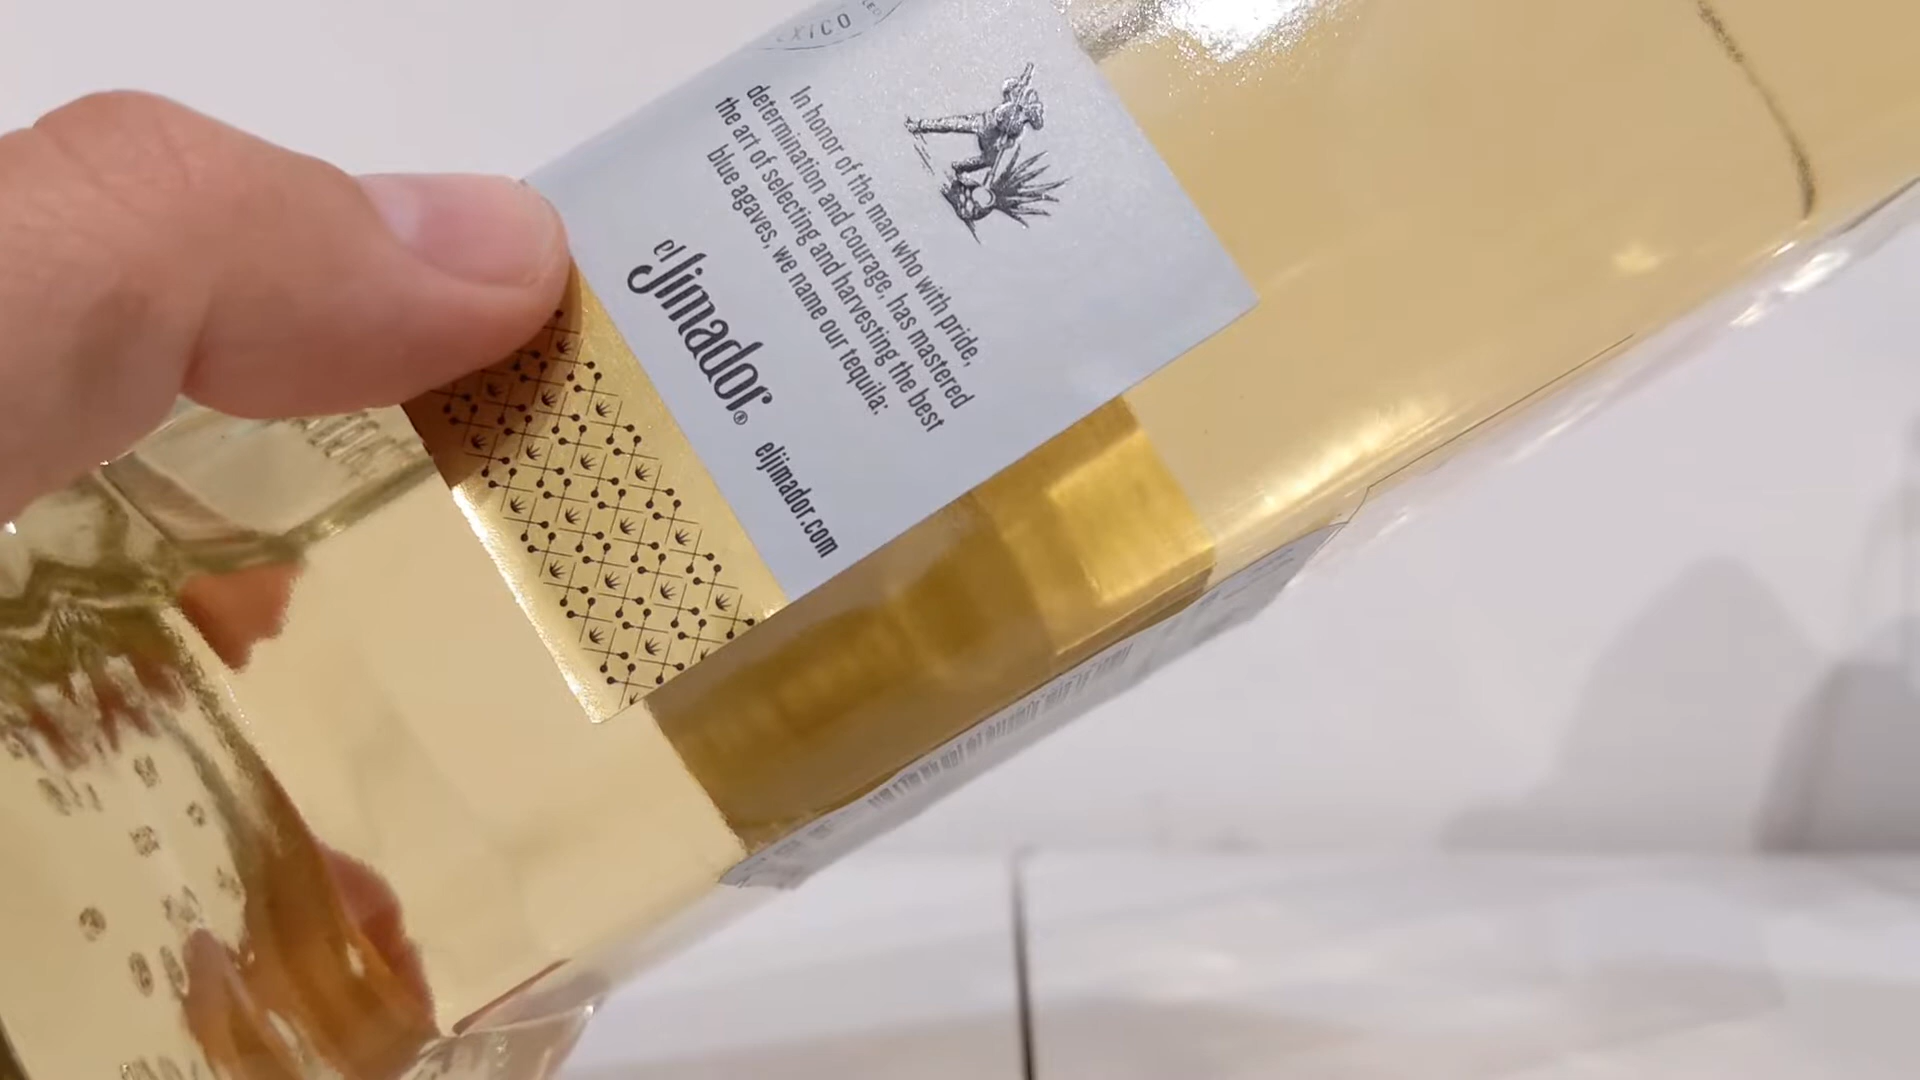 XICO
In honor of the man who with pride,
determination and courage, has mastered
the art of selecting and harvesting the best
blue agaves, we name our tequila:
el Jimador®
eljimador.com